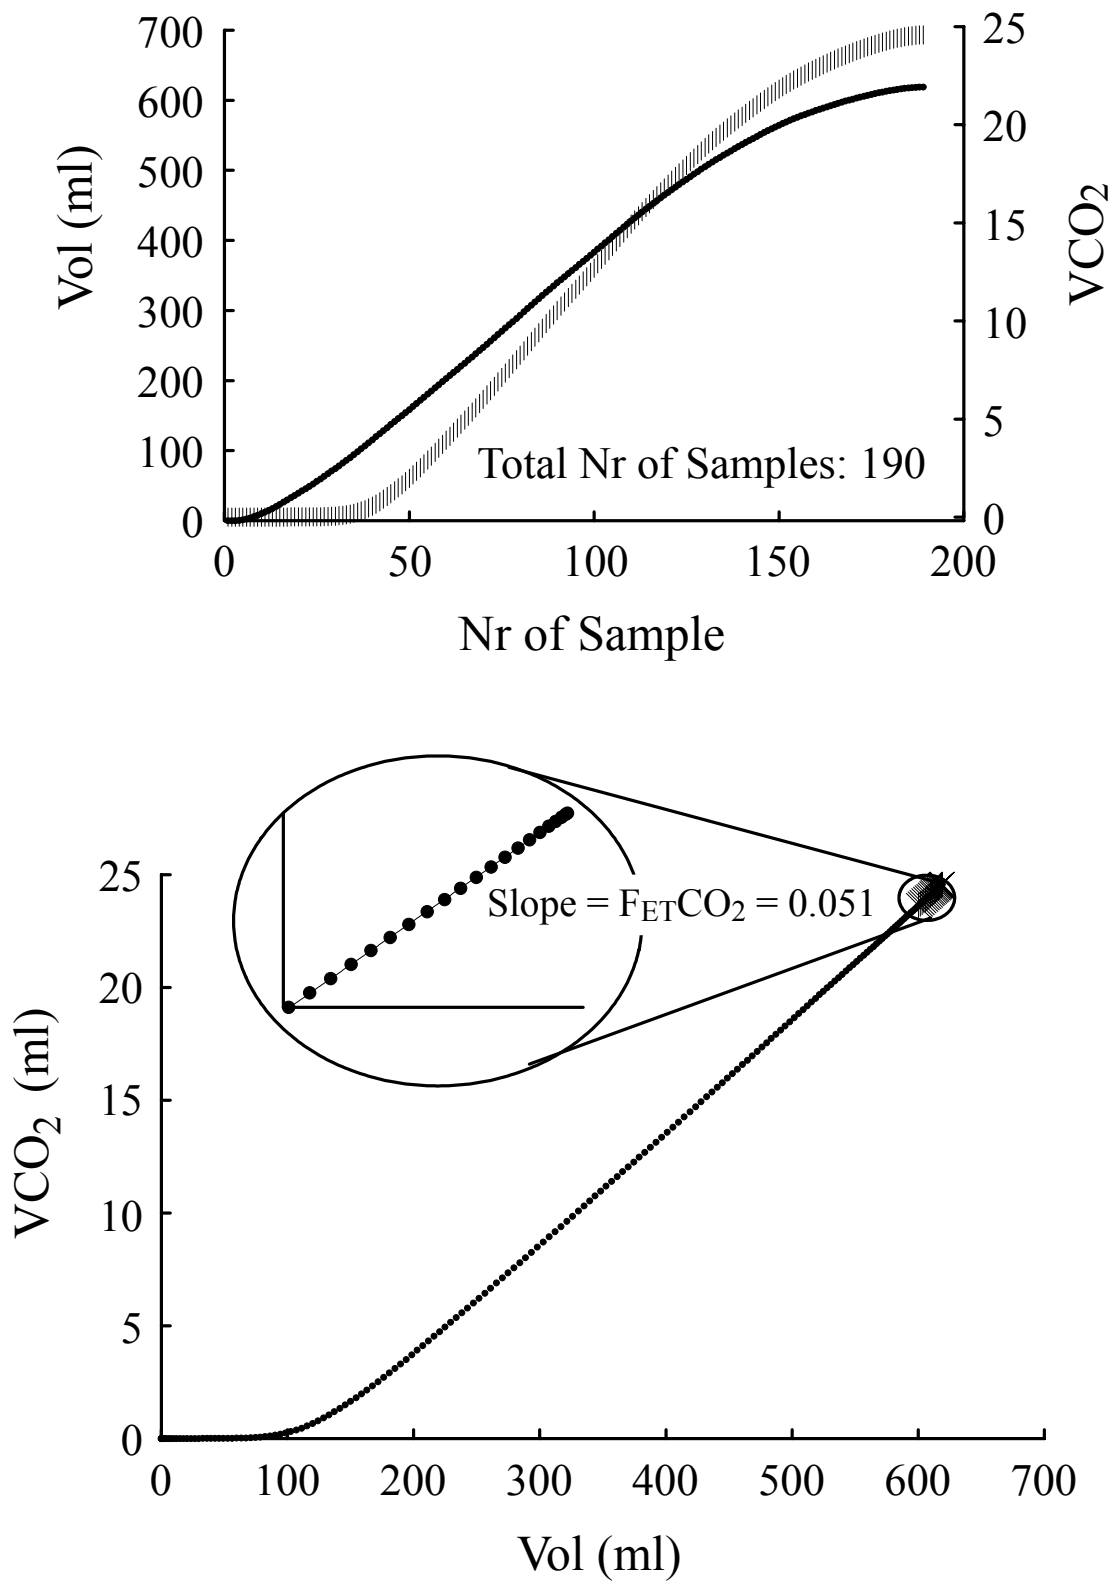 700
600
500
400
300
200
100
0
Vol (ml)
25
20
15
10
5
0
VCO2
Total Nr of Samples: 190
0 50 100 150 200
Nr of Sample
25
20
15
10
5
0
VCO2 (ml)
Slope = FETCO2 = 0.051
0 100 200 300 400 500 600 700
Vol (ml)